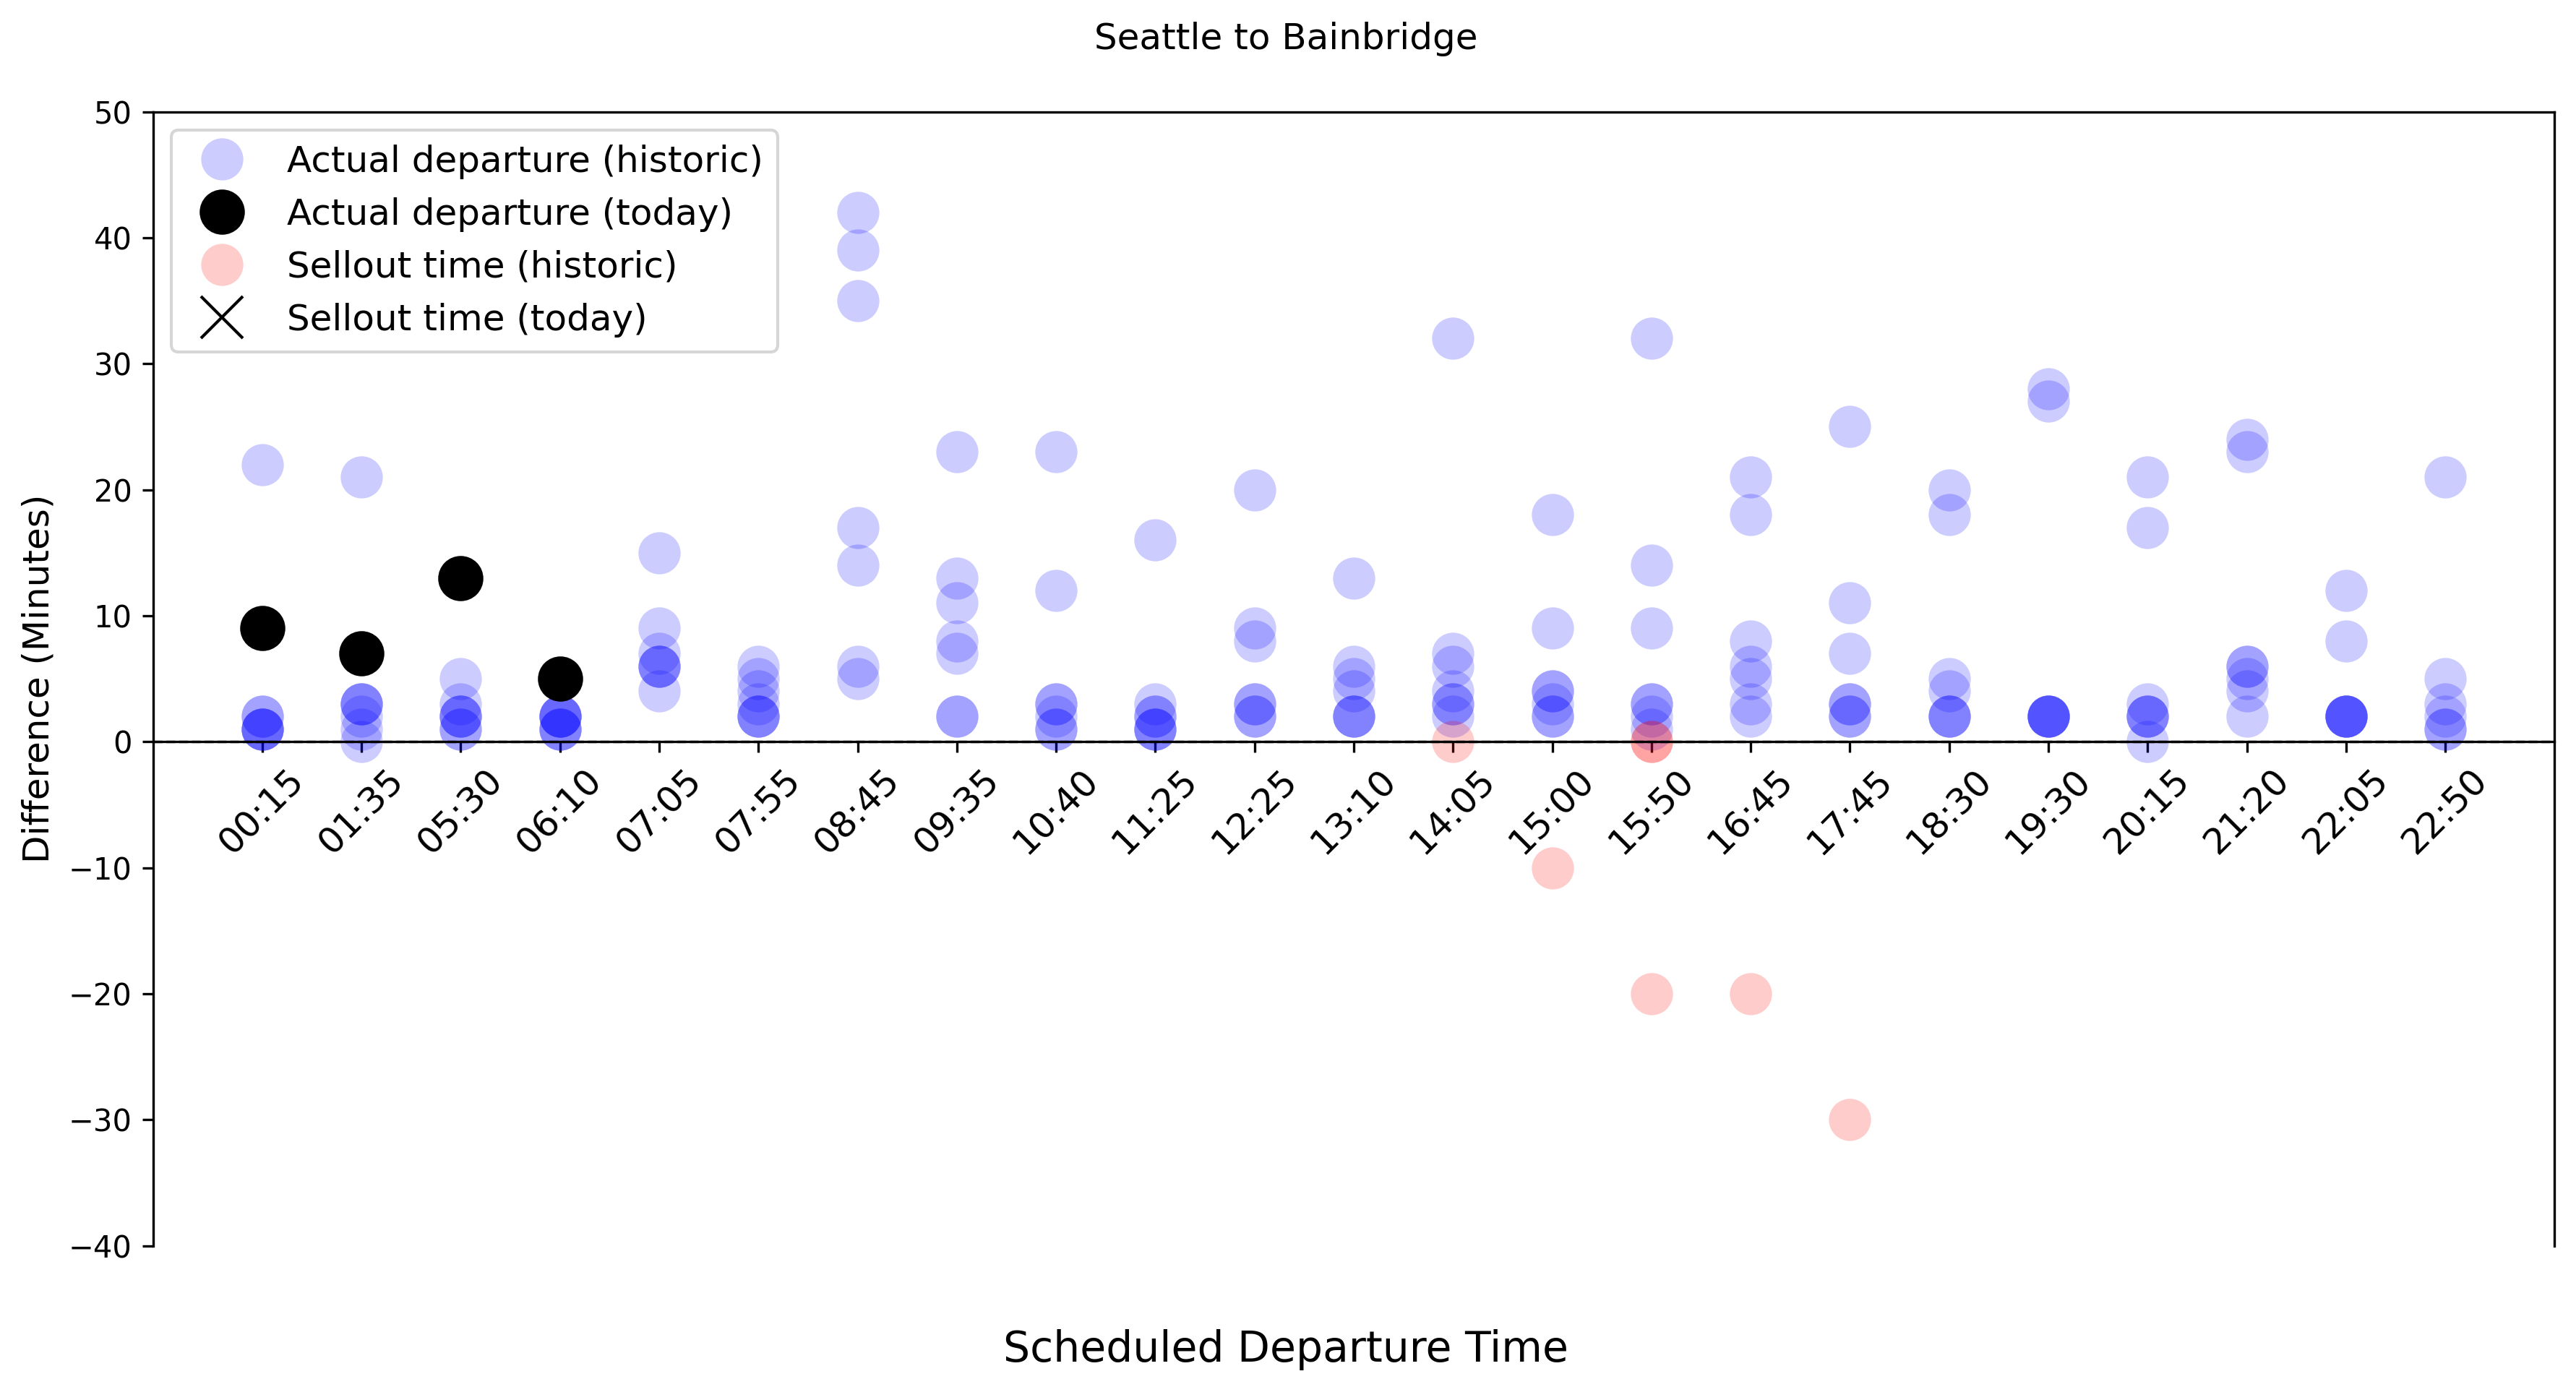 Seattle to Bainbridge
50
40
30
20
10
0
−10
−20
−30
−40
Difference (Minutes)
Actual departure (historic)
Actual departure (today)
Sellout time (historic)
Sellout time (today)
00:15 01:35 05:30 06:10 07:05 07:55 08:45 09:35 10:40 11:25 12:25 13:10 14:05 15:00 15:50 16:45 17:45 18:30 19:30 20:15 21:20 22:05 22:50
Scheduled Departure Time